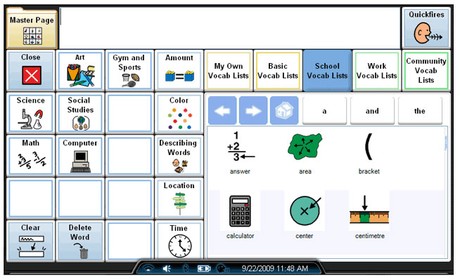 Master Page
Quickfires
Close
Art
Gym and
Sports
Amount
My Own
Vocab Lists
Basic
Vocab Lists
School
Vocab Lists
Work
Vocab Lists
Community
Vocab
Lists
Science
Social
Studies
Color
a
and
the
Math
Computer
Describing
Words
1
+2
3
answer
area
(
bracket
Location
calculator
center
centimetre
Clear
Delete
Word
Time
9/22/2009 11:48 AM